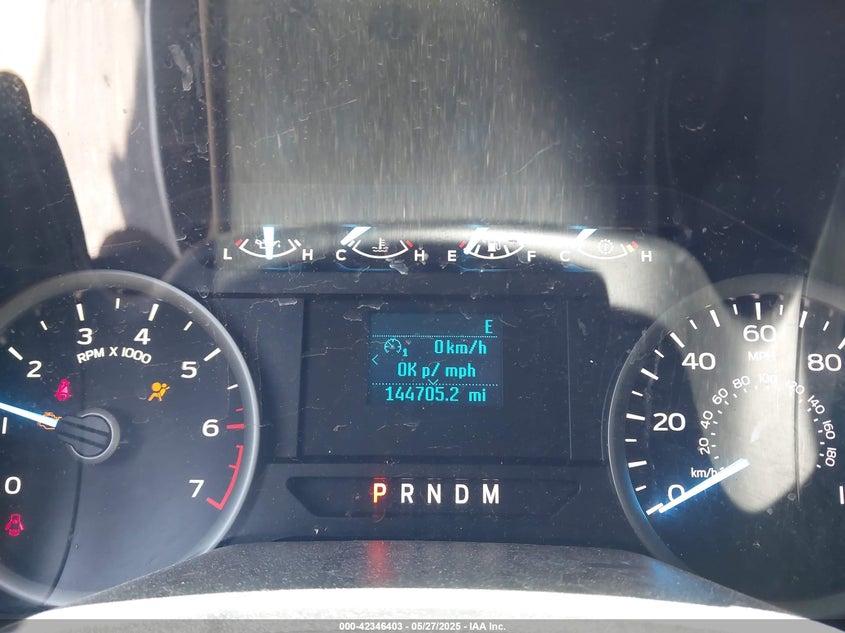 L H C H E F C H
0 1 2 3 4 5 6 7
RPM X 1000
E
1 0 km/h
OK p/ mph
144705.2 mi
P R N D M
0 20 40 60 80
MPH
km/h
20 40 60 80 100 120 140 160 180
000-42346403 - 05/27/2025 - IAA Inc.